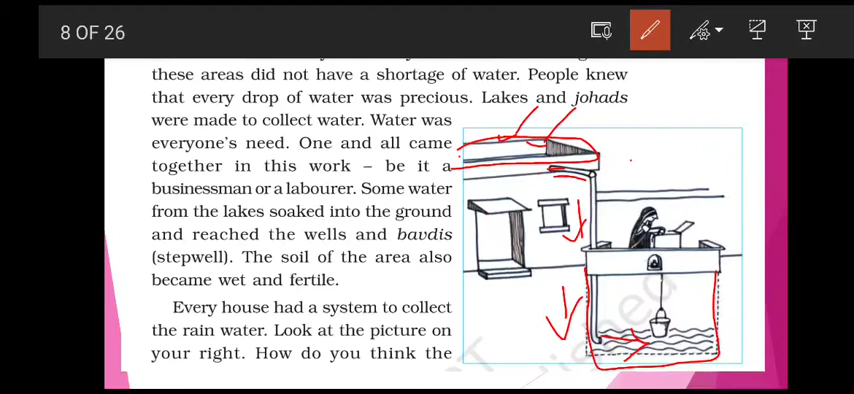 8 OF 26
these areas did not have a shortage of water. People knew
that every drop of water was precious. Lakes and johads
were made to collect water. Water was
everyone's need. One and all came
together in this work – be it a
businessman or a labourer. Some water
from the lakes soaked into the ground
and reached the wells and bavdis
(stepwell). The soil of the area also
became wet and fertile.
Every house had a system to collect
the rain water. Look at the picture on
your right. How do you think the